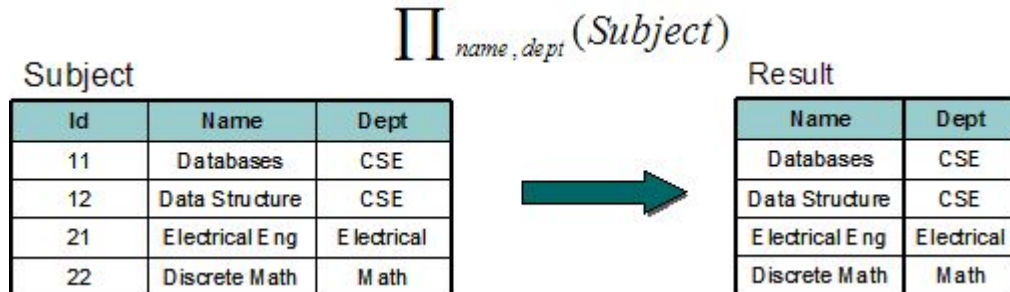 ∏ name, dept (Subject)
Subject
Id Name Dept
11 Databases CSE
12 Data Structure CSE
21 Electrical Eng Electrical
22 Discrete Math Math
Result
Name Dept
Databases CSE
Data Structure CSE
Electrical Eng Electrical
Discrete Math Math